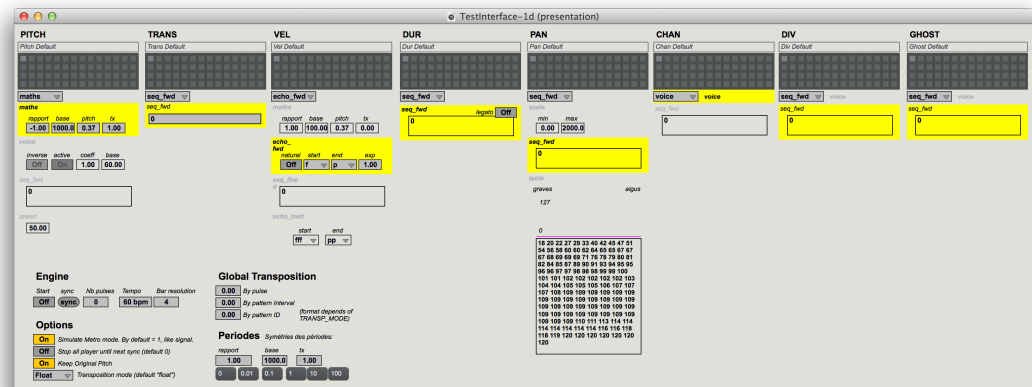 TestInterface-1d (presentation)
PITCH TRANS VEL DUR PAN CHAN DIV GHOST
Pitch Default Trans Default Vel Default Dur Default Pan Default Chan Default Div Default Ghost Default
maths seq_fwd echo_fwd seq_fwd seq_fwd voice voice seq_fwd voice seq_fwd voice
maths
rapport base pitch tx
-1.00 1000.0 0.37 1.00
voice
inverse active coeff base
Off On 1.00 60.00
seq_fwd
0
speed
50.00
seq_fwd
0
maths
rapport base pitch tx
1.00 100.00 0.37 0.00
echo_
fwd
natural start end exp
Off f p 1.00
seq_fbw
d
0
echo_bwd
start end
fff pp
seq_fwd legato Off
0
scale
min max
0.00 2000.0
seq_fwd
0
table
graves aigus
127
0
18 20 22 27 29 33 40 42 45 47 51
54 56 58 60 60 62 64 65 65 67 67
67 68 69 69 69 71 76 78 79 80 81
82 84 85 87 89 90 91 93 94 95 95
96 96 97 97 98 98 98 99 99 100
101 101 102 102 102 102 102 103
104 104 105 105 105 106 107 107
107 108 109 109 109 109 109 109
109 109 109 109 109 109 109 109
109 109 109 109 109 109 109 109
109 109 109 109 109 109 109 109
109 109 109 110 111 113 114 114
114 114 114 114 114 116 116 118
118 119 120 120 120 120 120 120
120
seq_fwd
0
seq_fwd
0
seq_fwd
0
Engine
Start sync Nb pulses Tempo Bar resolution
Off sync 0 60 bpm 4
Options
On Simulate Metro mode. By default = 1, like signal.
Off Stop all player until next sync (default 0)
On Keep Original Pitch
Float Transposition mode (default "float")
Global Transposition
0.00 By pulse
0.00 By pattern Interval
0.00 By pattern ID (format depends of
TRANSP_MODE)
Periodes Symétries des périodes:
rapport base tx
1.00 1000.0 1.00
0 0.01 0.1 1 10 100